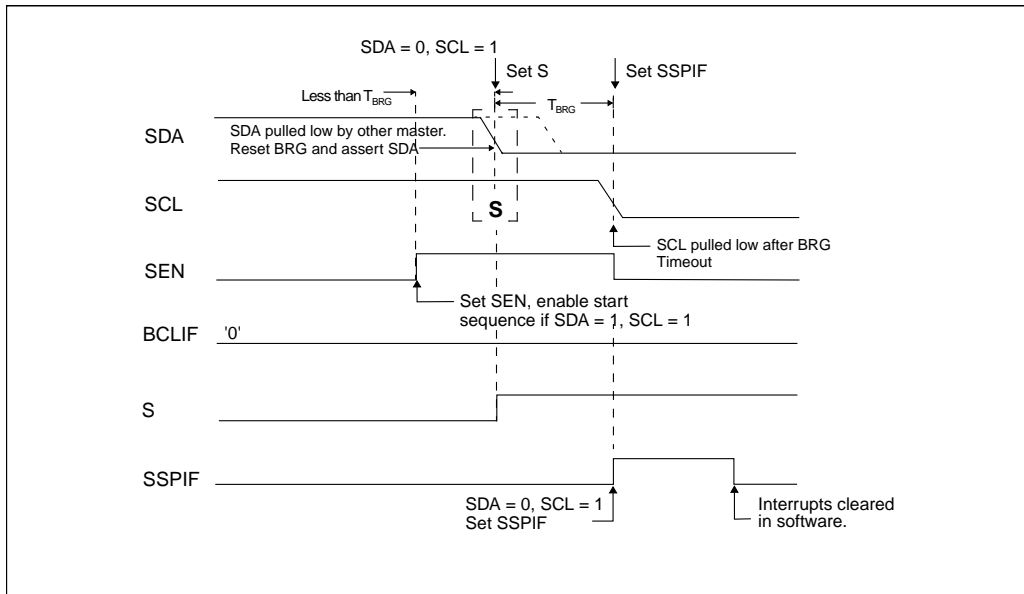 SDA = 0, SCL = 1
Set S
Set SSPIF
Less than TBRG
TBRG
SDA
SDA pulled low by other master.
Reset BRG and assert SDA
SCL
S
SCL pulled low after BRG
Timeout
SEN
Set SEN, enable start
sequence if SDA = 1, SCL = 1
BCLIF
'0'
S
SSPIF
SDA = 0, SCL = 1
Set SSPIF
Interrupts cleared
in software.